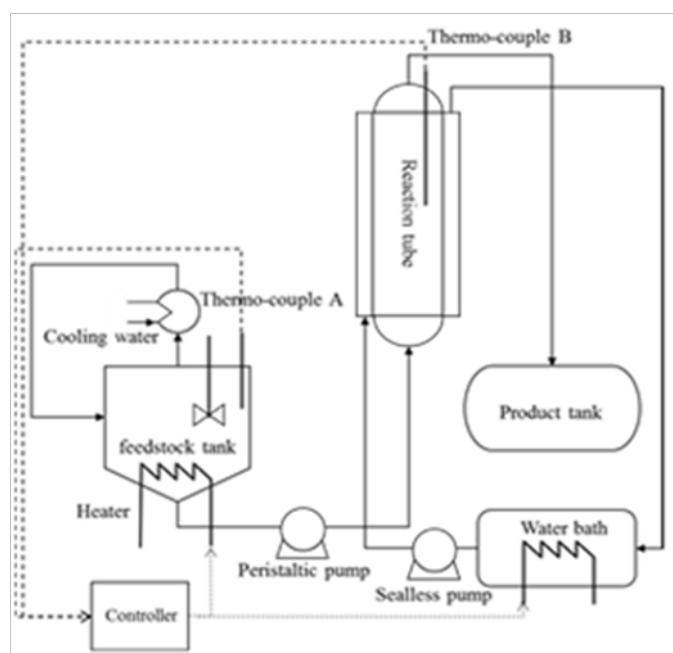 Thermo-couple B
Reaction tube
Thermo-couple A
Cooling water
Product tank
feedstock tank
Heater
Water bath
Peristaltic pump
Sealless pump
Controller